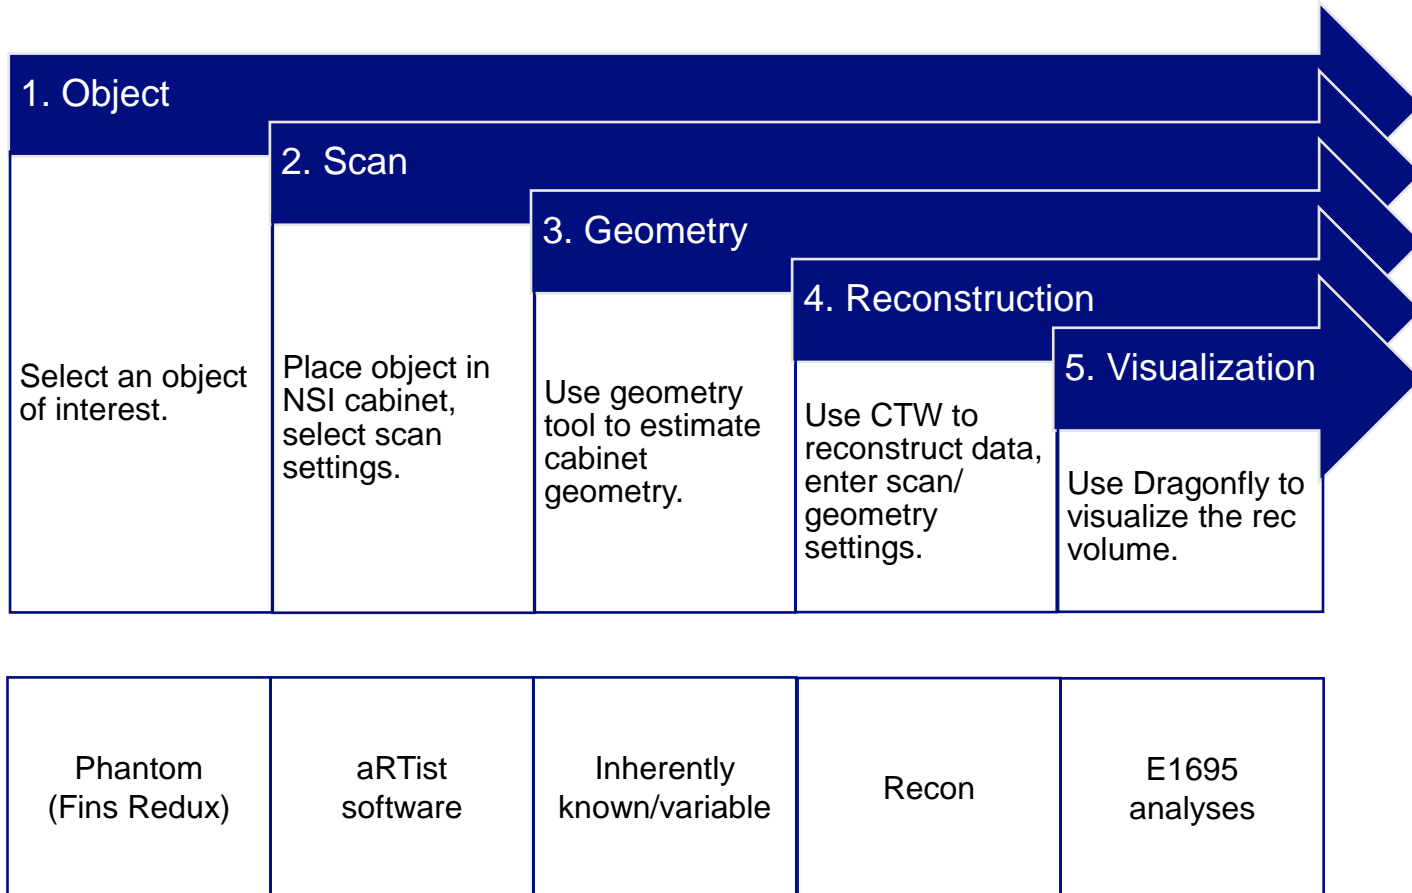 1. Object
2. Scan
3. Geometry
4. Reconstruction
5. Visualization
Select an object
of interest.
Place object in
NSI cabinet,
select scan
settings.
Use geometry
tool to estimate
cabinet
geometry.
Use CTW to
reconstruct data,
enter scan/
geometry
settings.
Use Dragonfly to
visualize the rec
volume.
Phantom
(Fins Redux)
aRTist
software
Inherently
known/variable
Recon
E1695
analyses